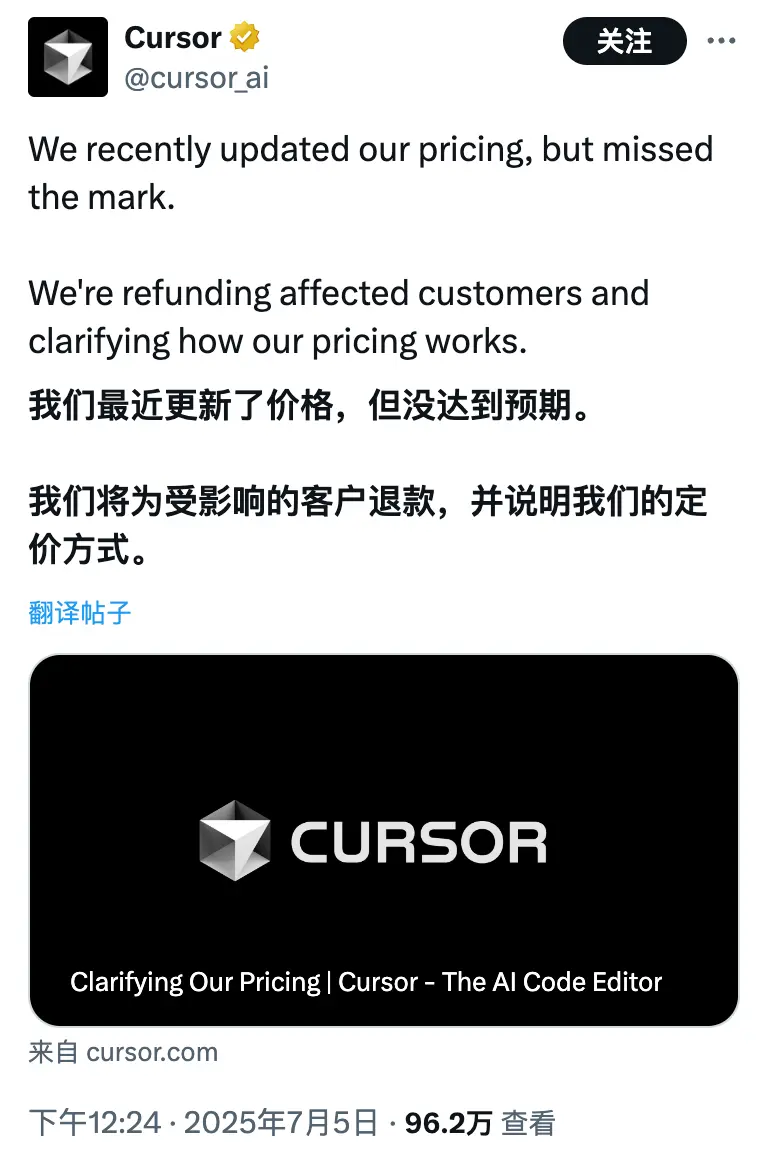 Cursor
关注
@cursor_ai
We recently updated our pricing, but missed
the mark.
We're refunding affected customers and
clarifying how our pricing works.
我们最近更新了价格，但没达到预期。
我们将为受影响的客户退款，并说明我们的定
价方式。
翻译帖子
CURSOR
Clarifying Our Pricing | Cursor - The AI Code Editor
来自 cursor.com
下午12:24 · 2025年7月5日 · 96.2万 查看